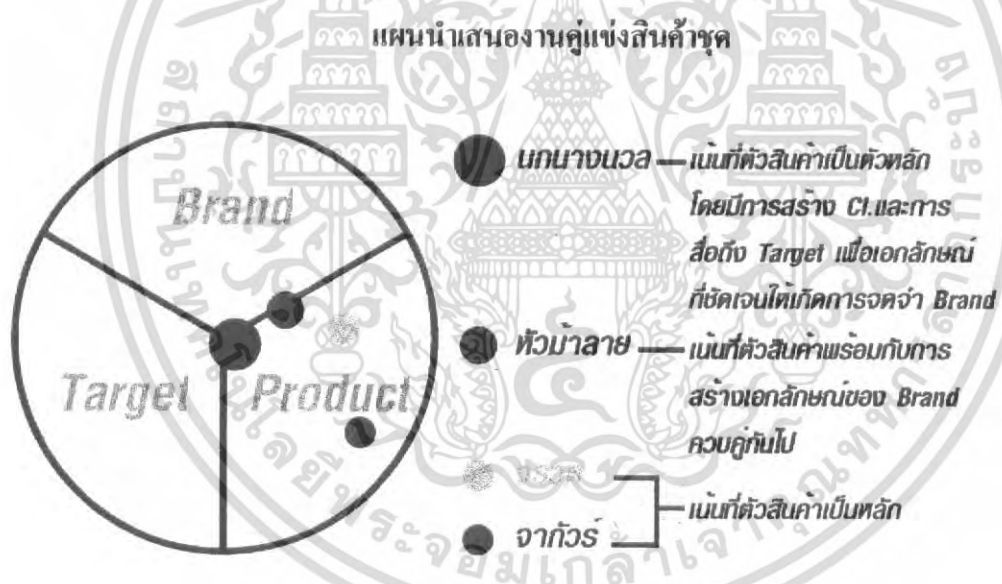 แผนนำเสนองานคู่แข่งสินค้าชุด
Brand
Target
Product
นกนางนวล
เน้นที่ตัวสินค้าเป็นตัวหลัก
โดยมีการสร้าง CI.และการ
สื่อถึง Target เพื่อเอกลักษณ์
ที่ชัดเจนให้เกิดการจดจำ Brand
หัวม้าลาย
เน้นที่ตัวสินค้าพร้อมกับการ
สร้างเอกลักษณ์ของ Brand
ควบคู่กันไป
จากัวร์
เน้นที่ตัวสินค้าเป็นหลัก